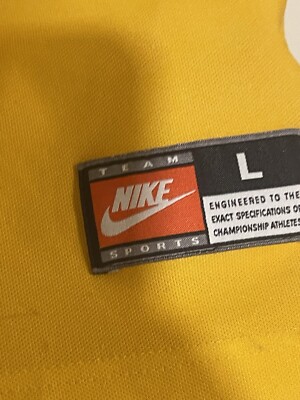 TEAM
NIKE
SPORTS
L
ENGINEERED TO THE
EXACT SPECIFICATIONS OF
CHAMPIONSHIP ATHLETES